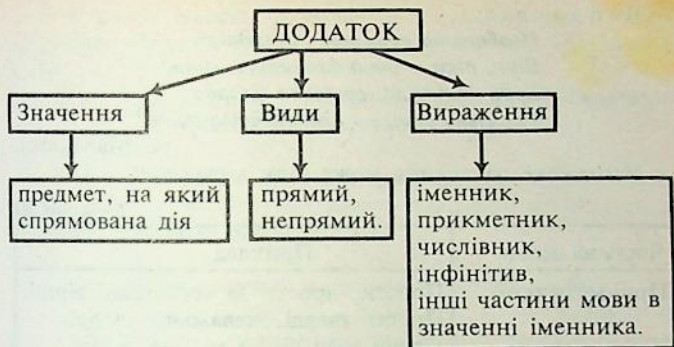 ДОДАТОК
Значення
Види
Вираження
предмет, на який
спрямована дія
прямий,
непрямий.
іменник,
прикметник,
числівник,
інфінітив,
інші частини мови в
значенні іменника.